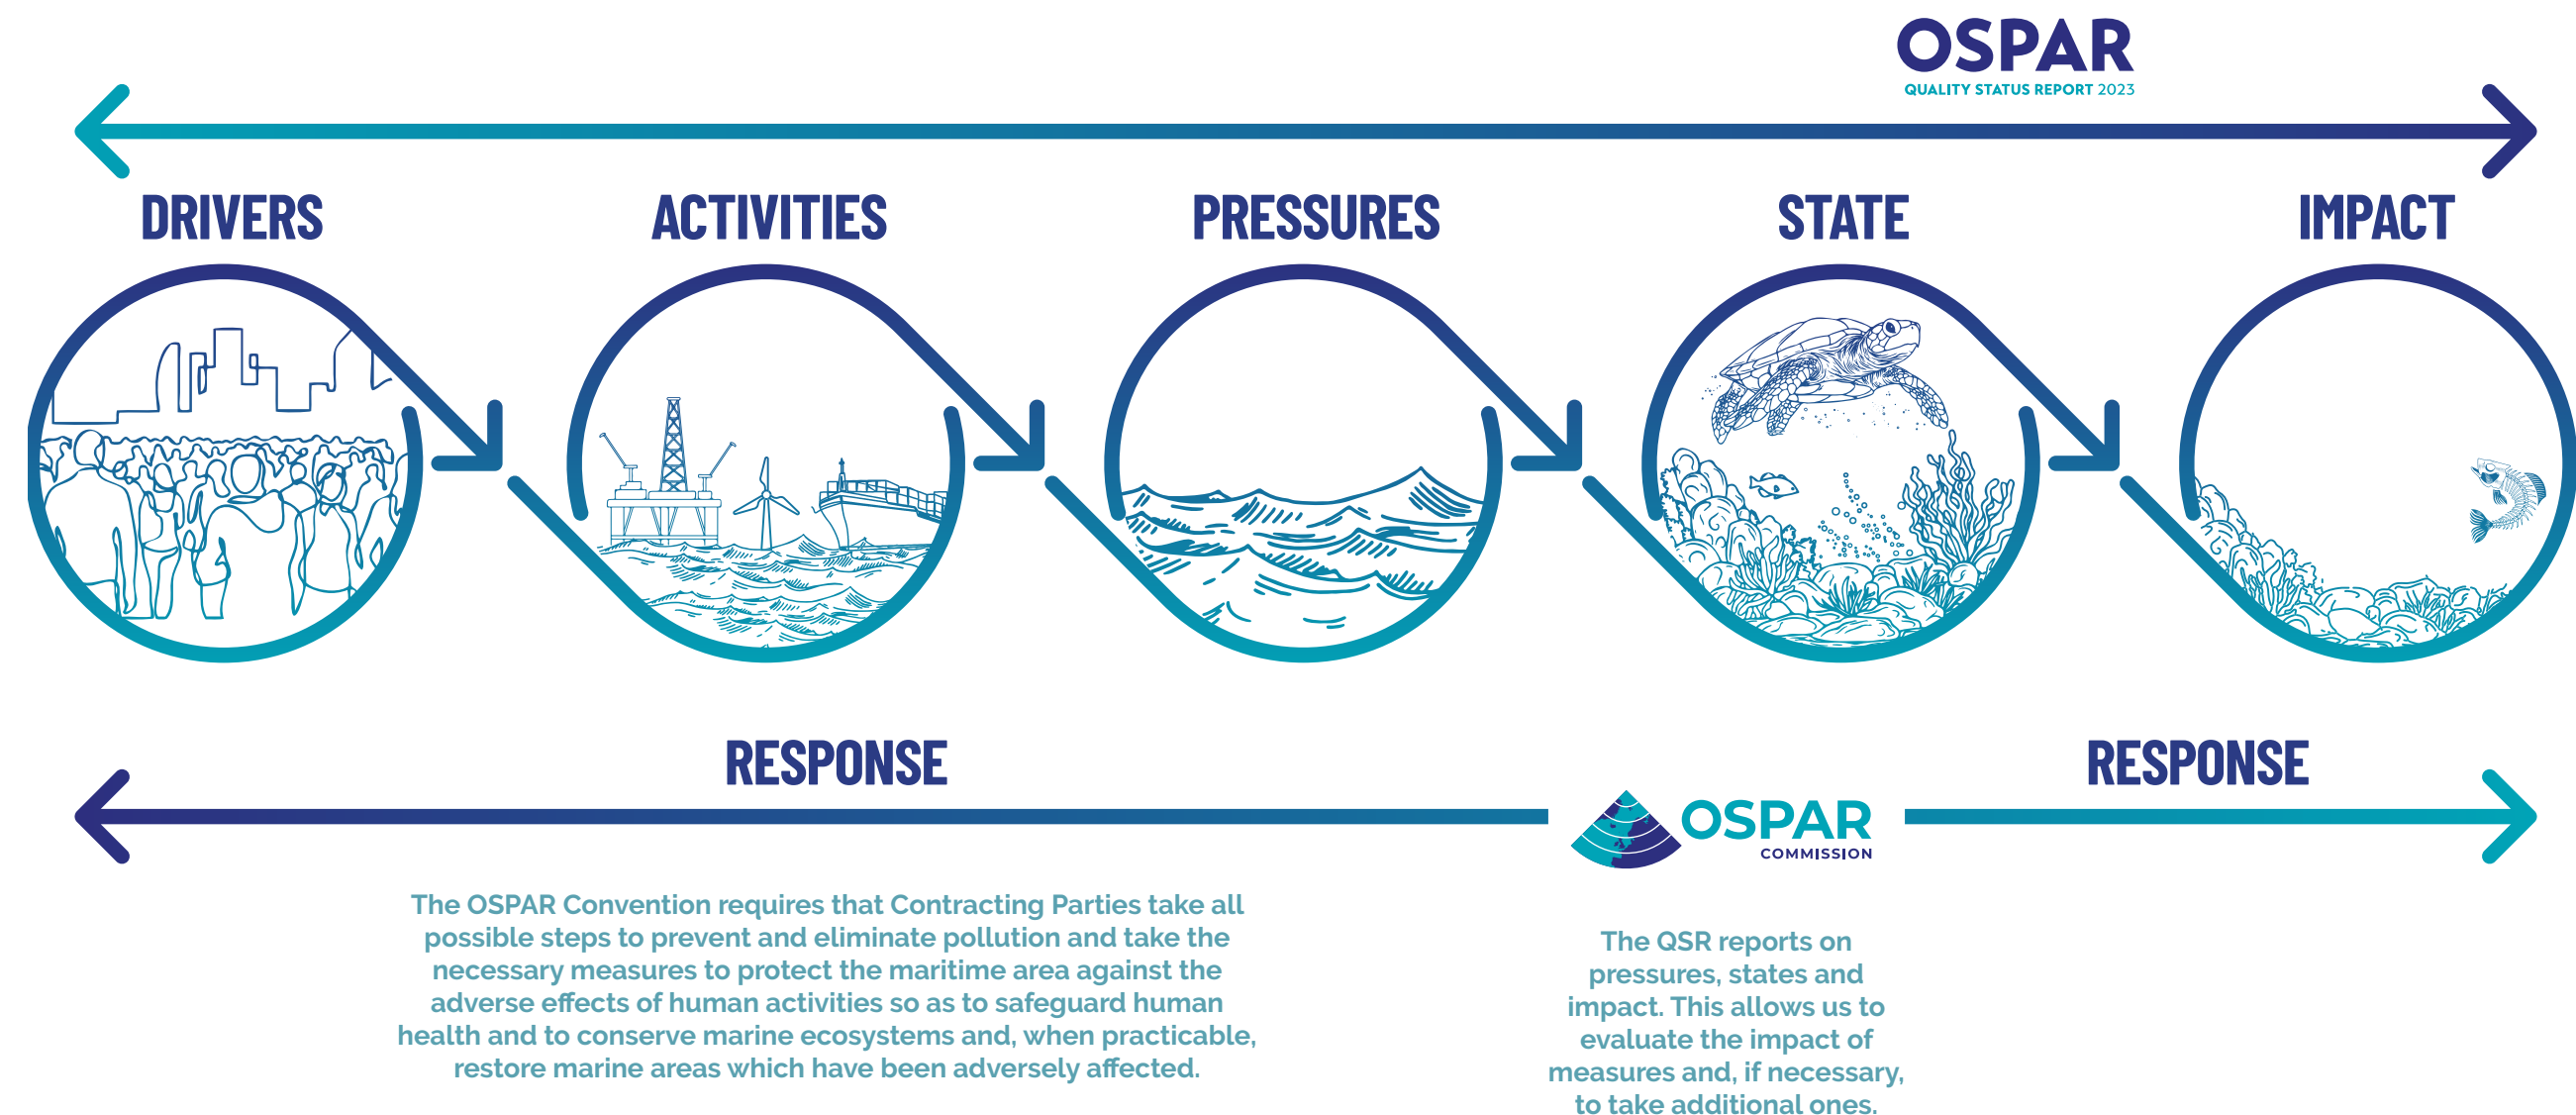 OSPAR
QUALITY STATUS REPORT 2023
DRIVERS
ACTIVITIES
PRESSURES
STATE
IMPACT
RESPONSE
RESPONSE
OSPAR
COMMISSION
The OSPAR Convention requires that Contracting Parties take all
possible steps to prevent and eliminate pollution and take the
necessary measures to protect the maritime area against the
adverse effects of human activities so as to safeguard human
health and to conserve marine ecosystems and, when practicable,
restore marine areas which have been adversely affected.
The QSR reports on
pressures, states and
impact. This allows us to
evaluate the impact of
measures and, if necessary,
to take additional ones.